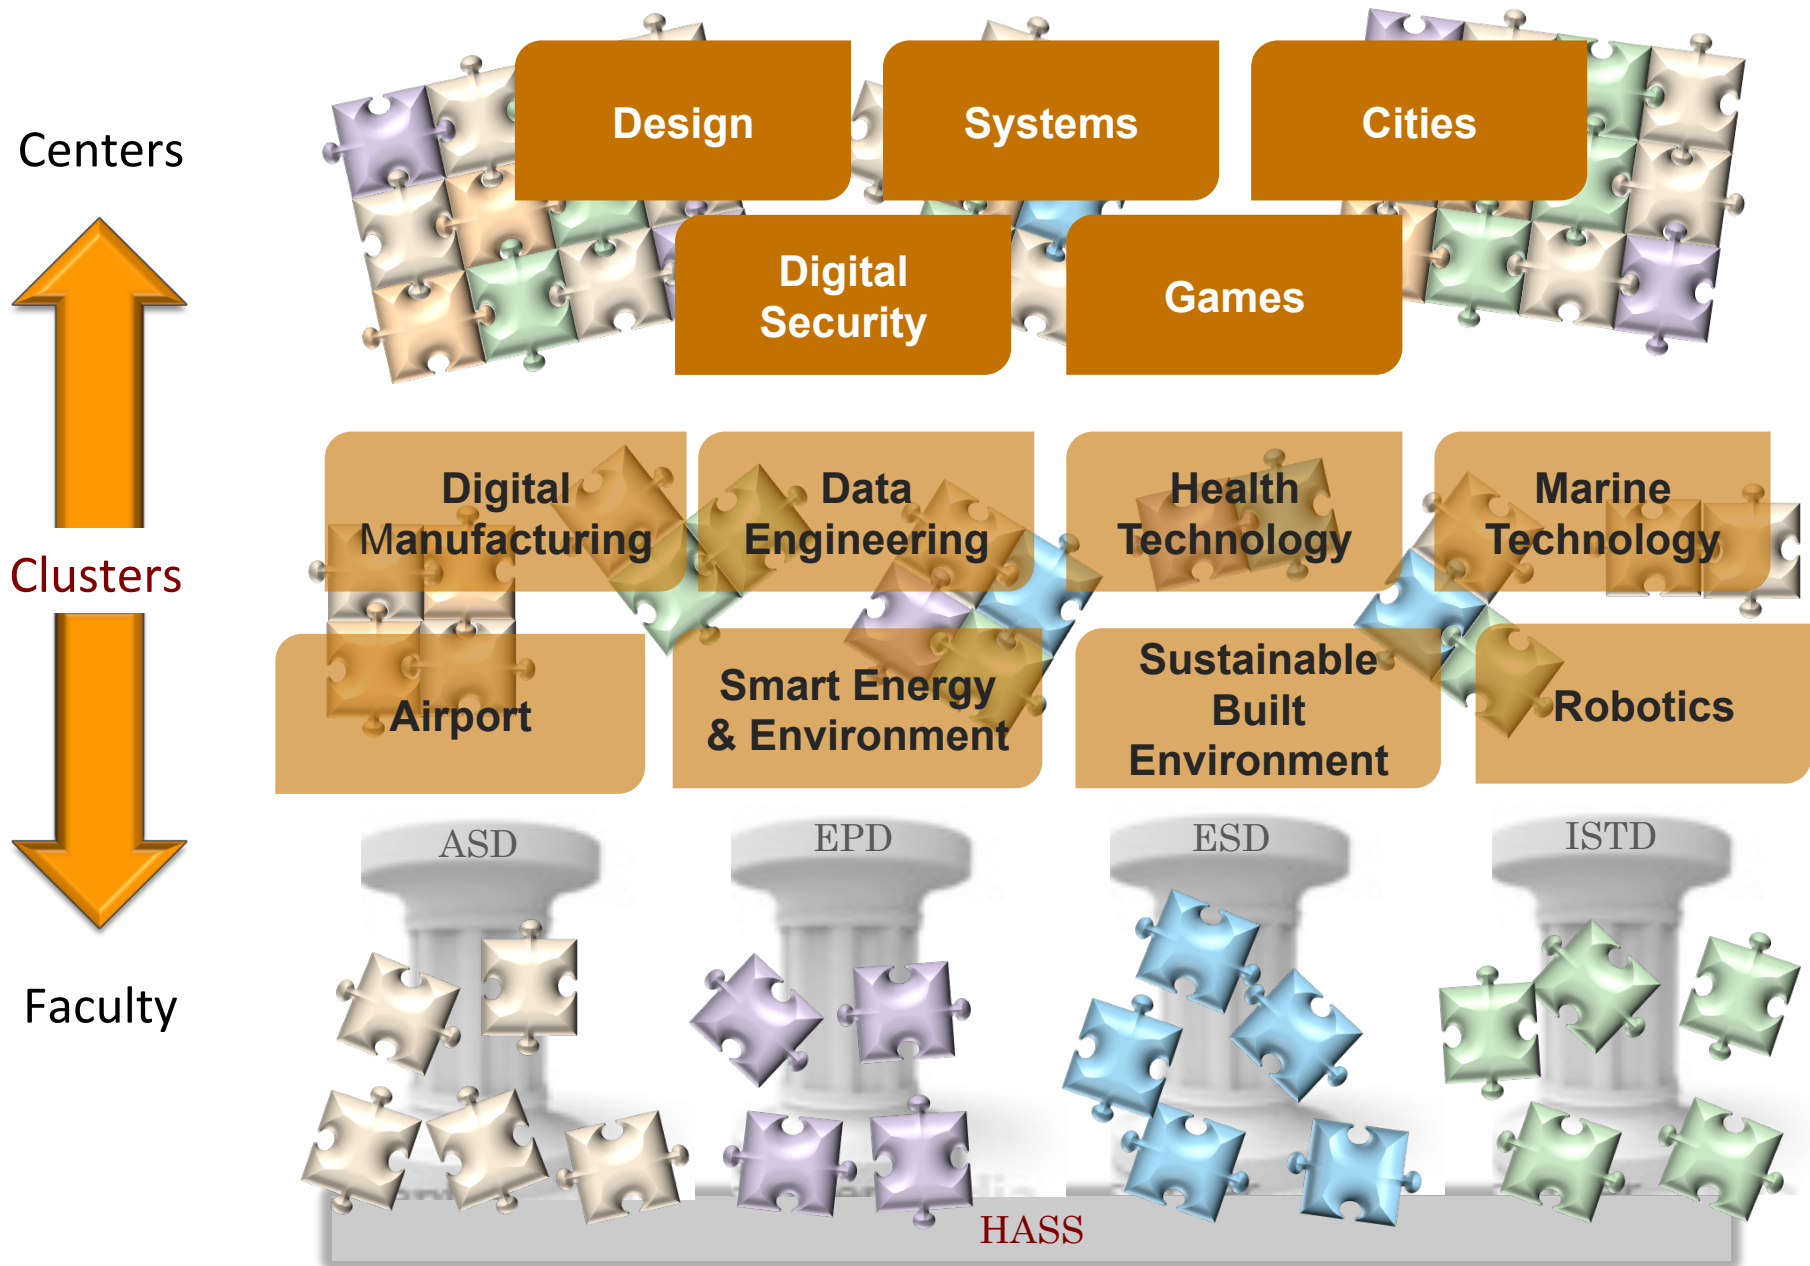 Centers
Design
Systems
Cities
Digital
Security
Games
Clusters
Digital
Manufacturing
Data
Engineering
Health
Technology
Marine
Technology
Airport
Smart Energy
& Environment
Sustainable
Built
Environment
Robotics
Faculty
ASD
EPD
ESD
ISTD
HASS